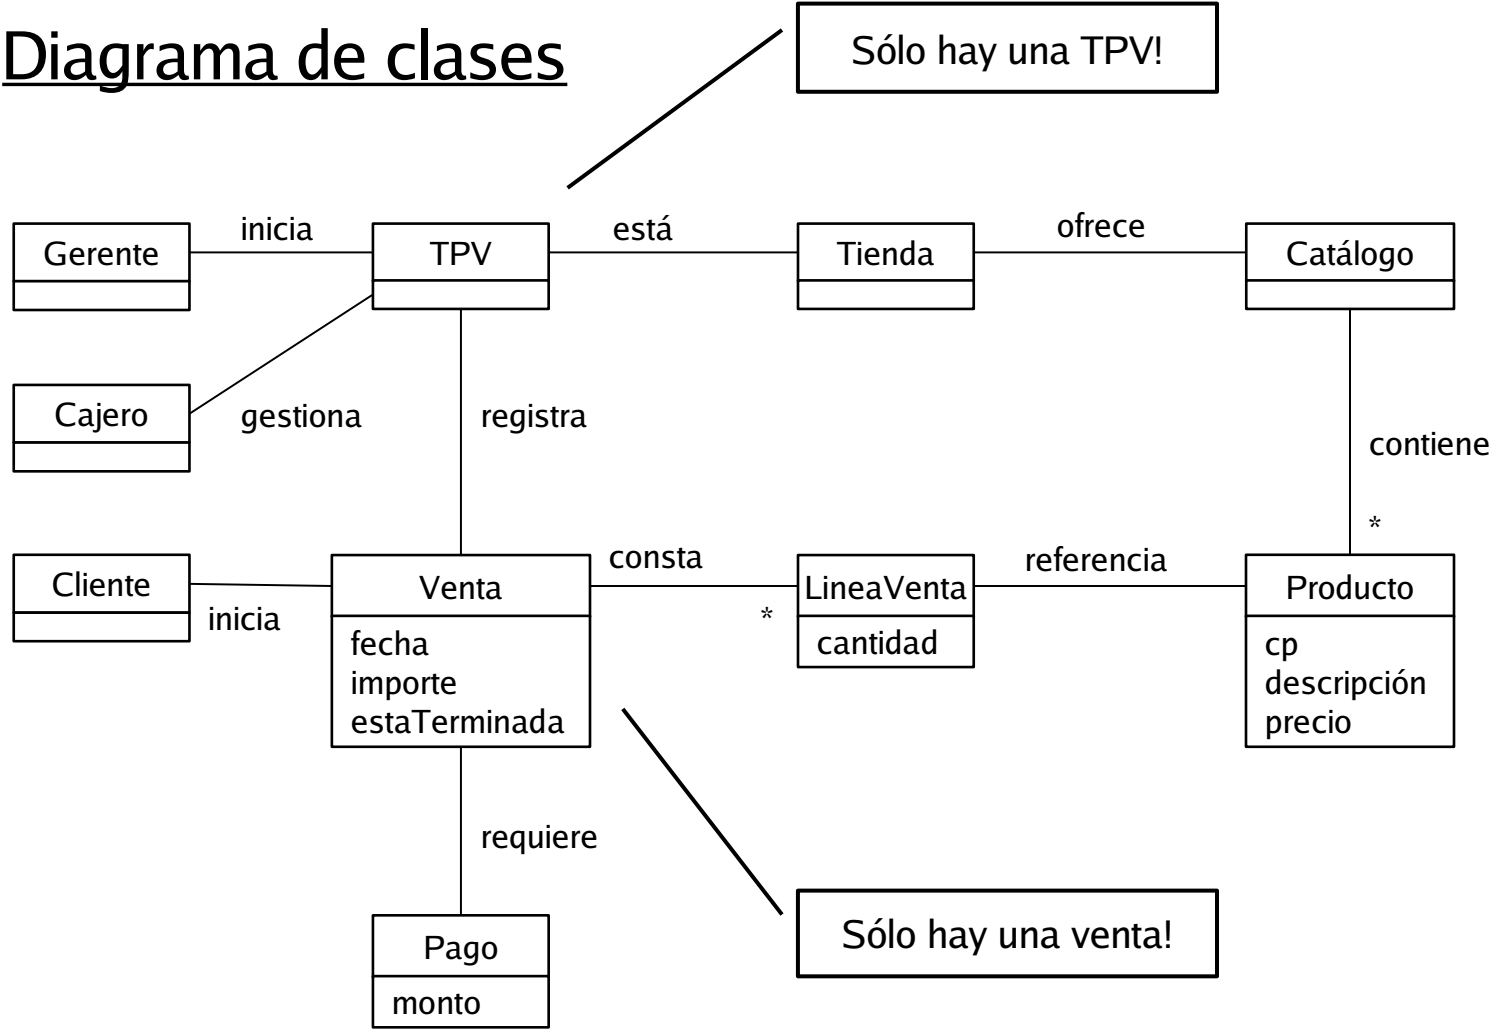 Diagrama de clases
Sólo hay una TPV!
Gerente
inicia
TPV
está
Tienda
ofrece
Catálogo
Cajero
gestiona
registra
contiene
*
Cliente
inicia
Venta
fecha
importe
estaTerminada
consta
*
LineaVenta
cantidad
referencia
Producto
cp
descripción
precio
requiere
Pago
monto
Sólo hay una venta!